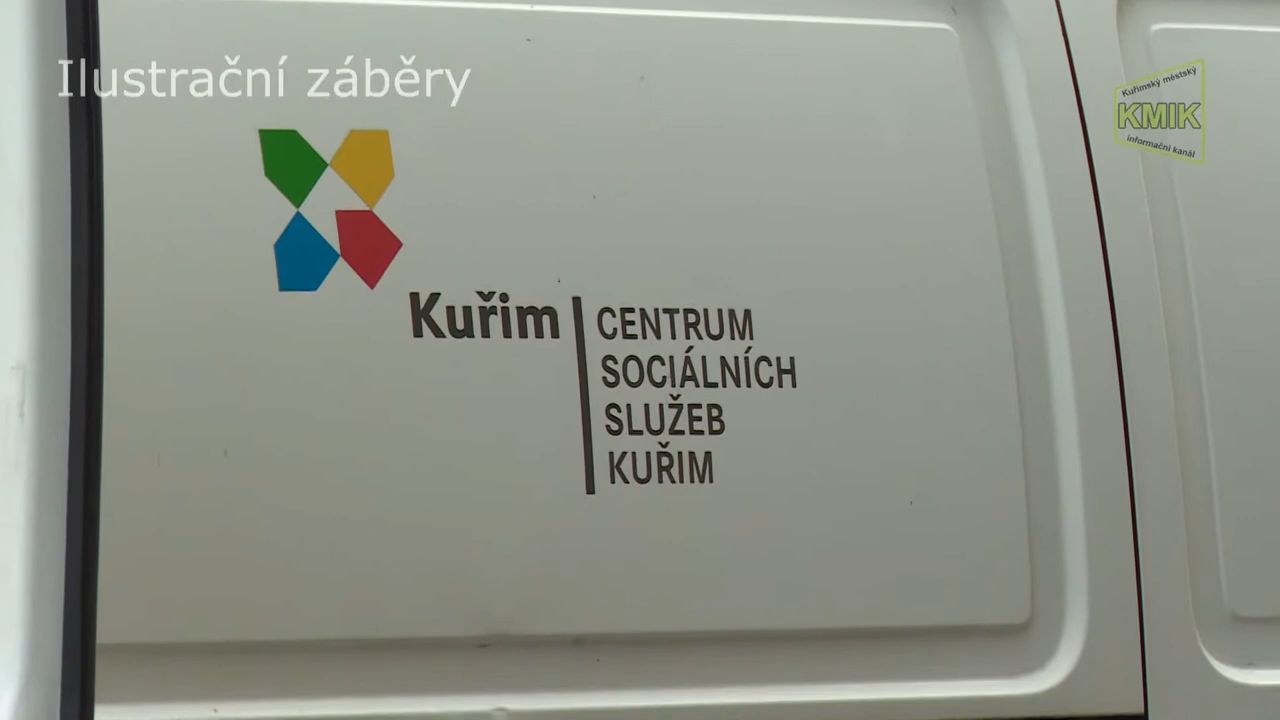 Ilustrační záběry
Kuřimský městský
KMIK
informační kanál
Kuřim
CENTRUM
SOCIÁLNÍCH
SLUŽEB
KUŘIM